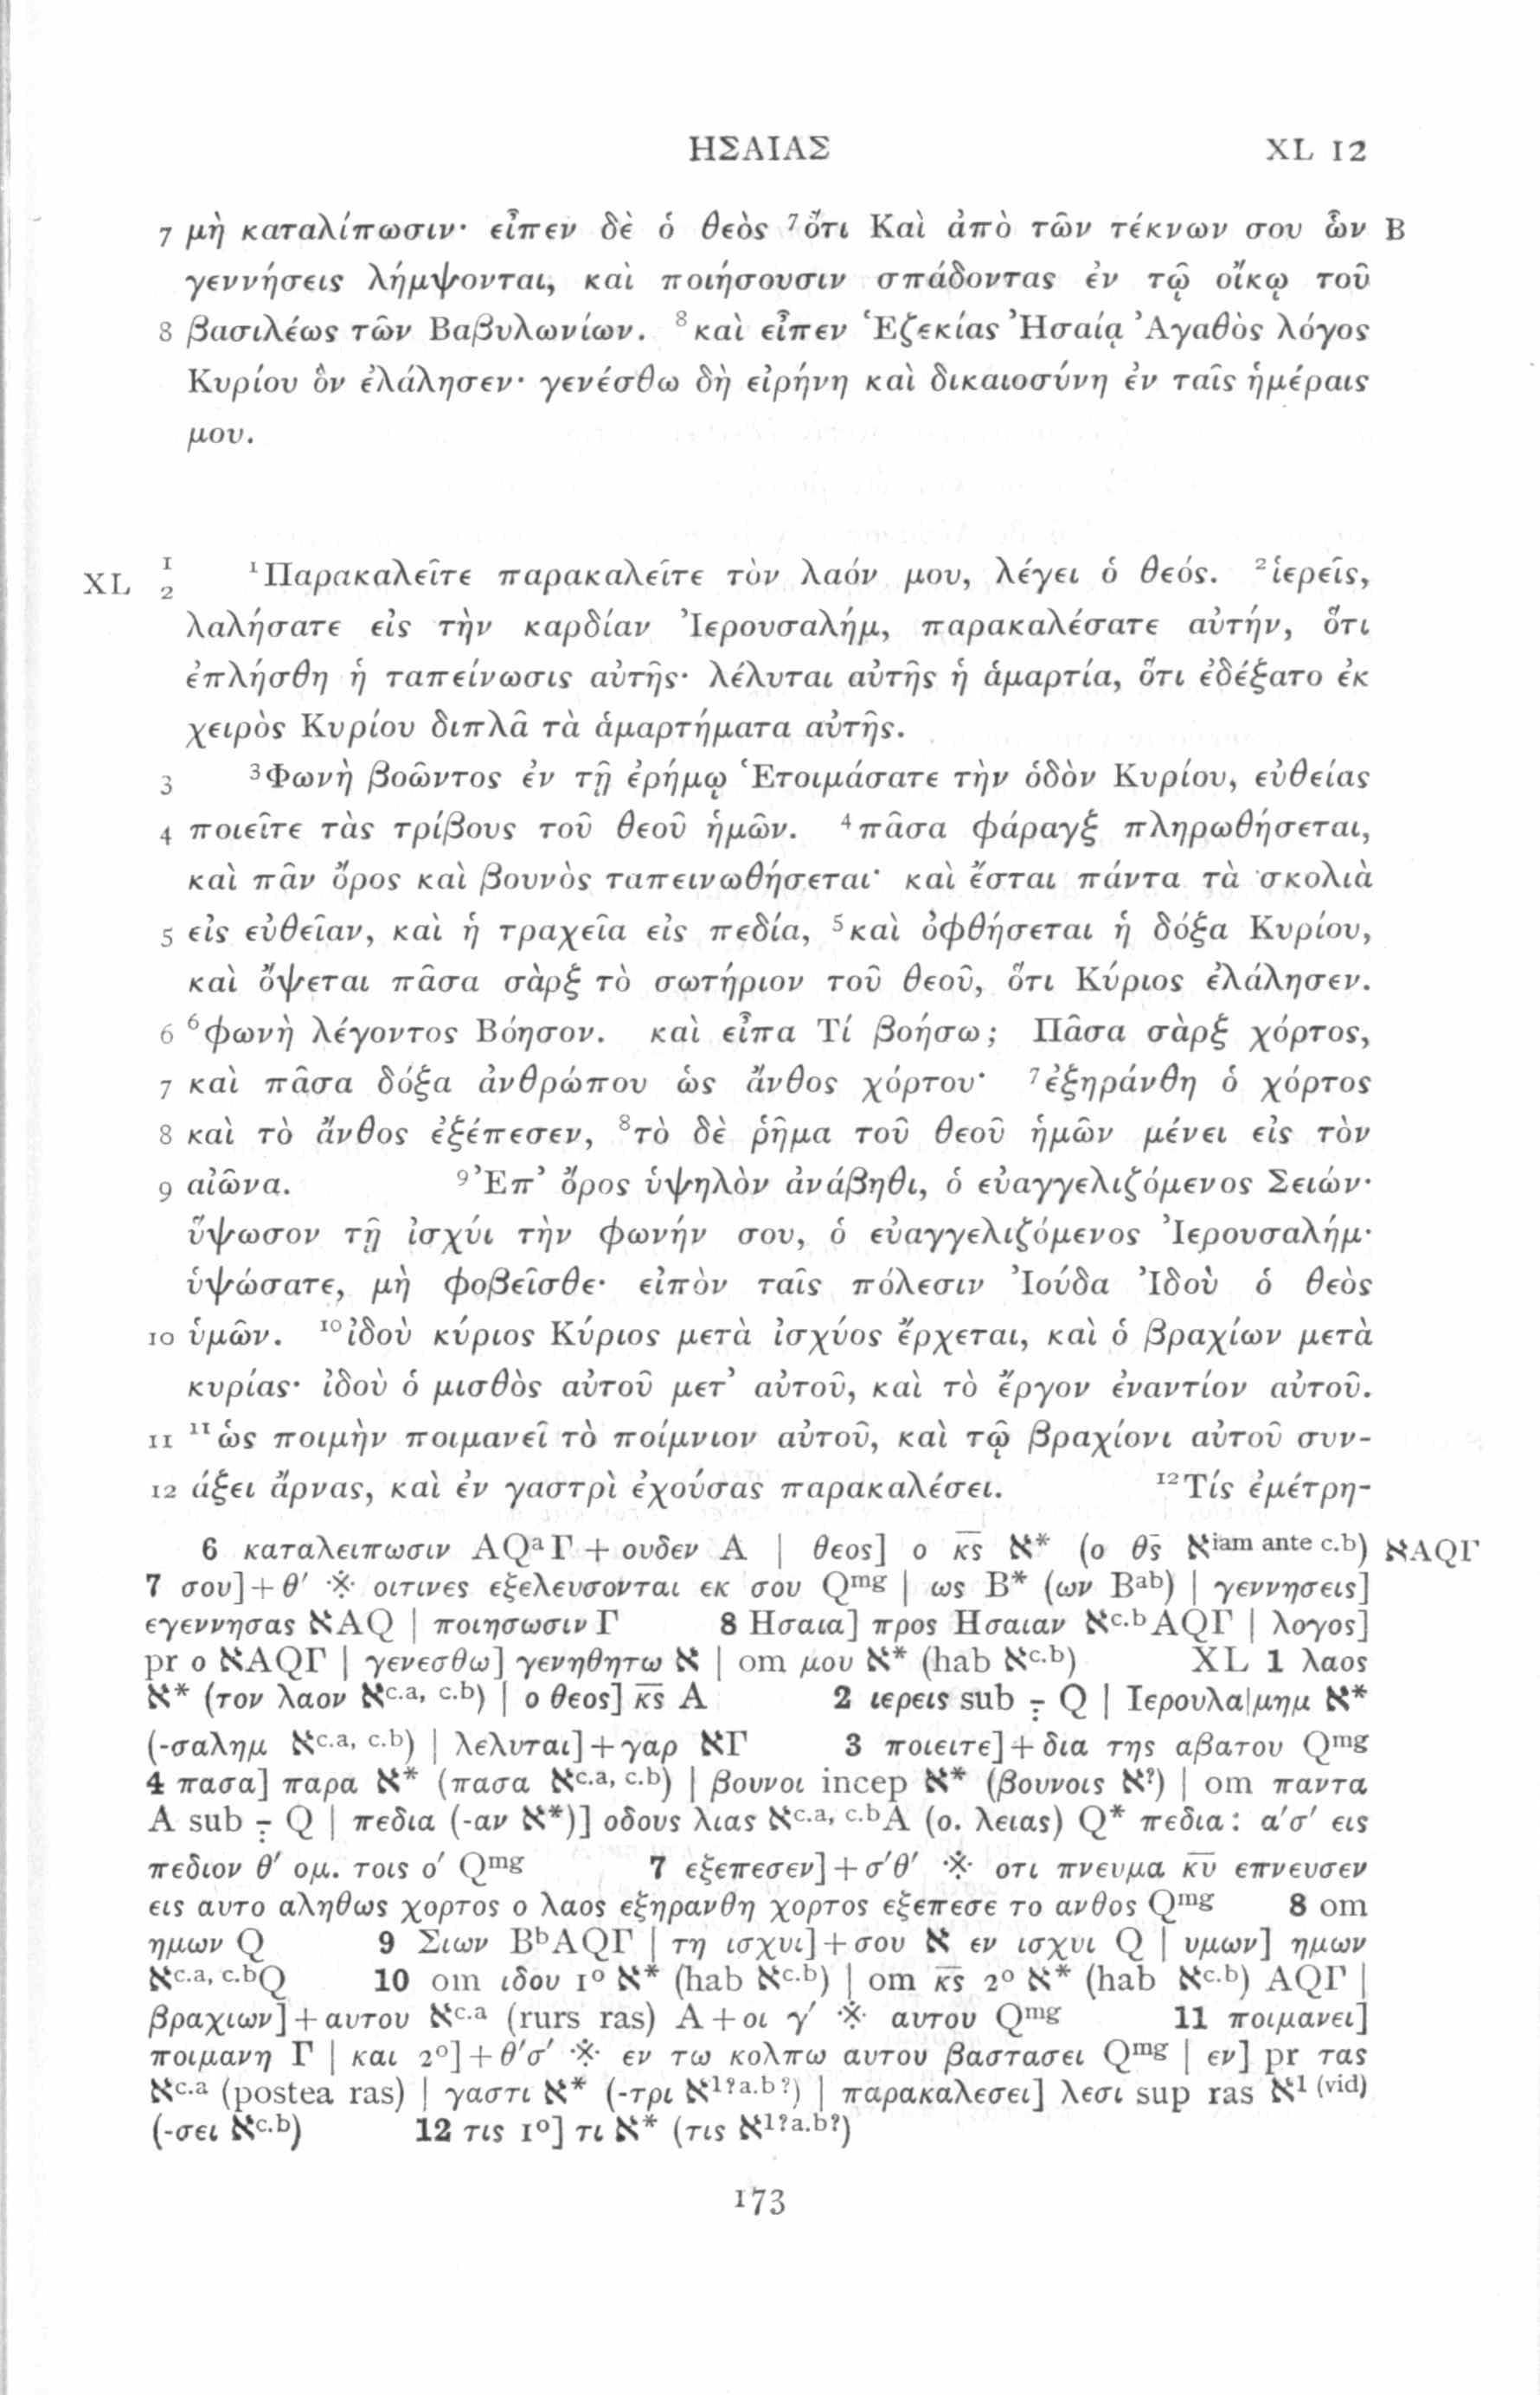 ΗΣΑΙΑΣ XL 12
7 μὴ καταλίπωσιν· εἶπεν δὲ ὁ θεὸς ⁷ὅτι Καὶ ἀπὸ τῶν τέκνων σου ὧν B
γεννήσεις λήμψονται, καὶ ποιήσουσιν σπάδοντας ἐν τῷ οἴκῳ τοῦ
8 βασιλέως τῶν Βαβυλωνίων. ⁸καὶ εἶπεν Ἑζεκίας Ἠσαίᾳ Ἀγαθὸς λόγος
Κυρίου ὃν ἐλάλησεν· γενέσθω δὴ εἰρήνη καὶ δικαιοσύνη ἐν ταῖς ἡμέραις
μου.
XL 1 2 ¹Παρακαλεῖτε παρακαλεῖτε τὸν λαόν μου, λέγει ὁ θεός. ²ἱερεῖς,
λαλήσατε εἰς τὴν καρδίαν Ἰερουσαλήμ, παρακαλέσατε αὐτήν, ὅτι
ἐπλήσθη ἡ ταπείνωσις αὐτῆς· λέλυται αὐτῆς ἡ ἁμαρτία, ὅτι ἐδέξατο ἐκ
χειρὸς Κυρίου διπλᾶ τὰ ἁμαρτήματα αὐτῆς.
3 ³Φωνὴ βοῶντος ἐν τῇ ἐρήμῳ Ἑτοιμάσατε τὴν ὁδὸν Κυρίου, εὐθείας
4 ποιεῖτε τὰς τρίβους τοῦ θεοῦ ἡμῶν. ⁴πᾶσα φάραγξ πληρωθήσεται,
καὶ πᾶν ὄρος καὶ βουνὸς ταπεινωθήσεται· καὶ ἔσται πάντα τὰ σκολιὰ
5 εἰς εὐθεῖαν, καὶ ἡ τραχεῖα εἰς πεδία, ⁵καὶ ὀφθήσεται ἡ δόξα Κυρίου,
καὶ ὄψεται πᾶσα σὰρξ τὸ σωτήριον τοῦ θεοῦ, ὅτι Κύριος ἐλάλησεν.
6 ⁶φωνὴ λέγοντος Βόησον. καὶ εἶπα Τί βοήσω; Πᾶσα σὰρξ χόρτος,
7 καὶ πᾶσα δόξα ἀνθρώπου ὡς ἄνθος χόρτου· ⁷ἐξηράνθη ὁ χόρτος
8 καὶ τὸ ἄνθος ἐξέπεσεν, ⁸τὸ δὲ ῥῆμα τοῦ θεοῦ ἡμῶν μένει εἰς τὸν
9 αἰῶνα. ⁹Ἐπ’ ὄρος ὑψηλὸν ἀνάβηθι, ὁ εὐαγγελιζόμενος Σειών·
ὕψωσον τῇ ἰσχύι τὴν φωνήν σου, ὁ εὐαγγελιζόμενος Ἰερουσαλήμ·
ὑψώσατε, μὴ φοβεῖσθε· εἰπὸν ταῖς πόλεσιν Ἰούδα Ἰδοὺ ὁ θεὸς
10 ὑμῶν. ¹⁰ἰδοὺ κύριος Κύριος μετὰ ἰσχύος ἔρχεται, καὶ ὁ βραχίων μετὰ
κυρίας· ἰδοὺ ὁ μισθὸς αὐτοῦ μετ’ αὐτοῦ, καὶ τὸ ἔργον ἐναντίον αὐτοῦ.
11 ¹¹ὡς ποιμὴν ποιμανεῖ τὸ ποίμνιον αὐτοῦ, καὶ τῷ βραχίονι αὐτοῦ συν-
12 άξει ἄρνας, καὶ ἐν γαστρὶ ἐχούσας παρακαλέσει. ¹²Τίς ἐμέτρη-
6 καταλειπωσιν AQᵃΓ + ουδεν A | θεος] ο κ̅ς̅ ℵ* (ο θ̅ς̅ ℵ^iam ante c.b) ℵAQΓ
7 σου] + θ′ ※ οιτινες εξελευσονται εκ σου Q^mg | ως B* (ων B^ab) | γεννησεις]
εγεννησας ℵAQ | ποιησωσιν Γ 8 Ησαια] προς Ησαιαν ℵ^c.b AQΓ | λογος]
pr ο ℵAQΓ | γενεσθω] γενηθητω ℵ | om μου ℵ* (hab ℵ^c.b) XL 1 λαος
ℵ* (τον λαον ℵ^c.a, c.b) | ο θεος] κ̅ς̅ A 2 ιερεις sub ÷ Q | Ιερουλα|μημ ℵ*
(-σαλημ ℵ^c.a, c.b) | λελυται] + γαρ ℵΓ 3 ποιειτε] + δια της αβατου Q^mg
4 πασα] παρα ℵ* (πασα ℵ^c.a, c.b) | βουνοι incep ℵ* (βουνοις ℵ^?) | om παντα
A sub ÷ Q | πεδια (-αν ℵ*)] οδους λιας ℵ^c.a, c.b A (ο. λειας) Q* πεδια : α′σ′ εις
πεδιον θ′ ομ. τοις ο′ Q^mg 7 εξεπεσεν] + σ′θ′ ※ οτι πνευμα κ̅υ̅ επνευσεν
εις αυτο αληθως χορτος ο λαος εξηρανθη χορτος εξεπεσε το ανθος Q^mg 8 om
ημων Q 9 Σιων BᵇAQΓ | τη ισχυι] + σου ℵ εν ισχυι Q | υμων] ημων
ℵ^c.a, c.b Q 10 om ιδου 1° ℵ* (hab ℵ^c.b) | om κ̅ς̅ 2° ℵ* (hab ℵ^c.b) AQΓ |
βραχιων] + αυτου ℵ^c.a (rurs ras) A + οι γ′ ※ αυτου Q^mg 11 ποιμανει]
ποιμανη Γ | και 2°] + θ′σ′ ※ εν τω κολπω αυτου βαστασει Q^mg | εν] pr τας
ℵ^c.a (postea ras) | γαστι ℵ* (-τρι ℵ^1?a.b?) | παρακαλεσει] λεσι sup ras ℵ^1 (vid)
(-σει ℵ^c.b) 12 τις 1°] τι ℵ* (τις ℵ^1?a.b?)
173